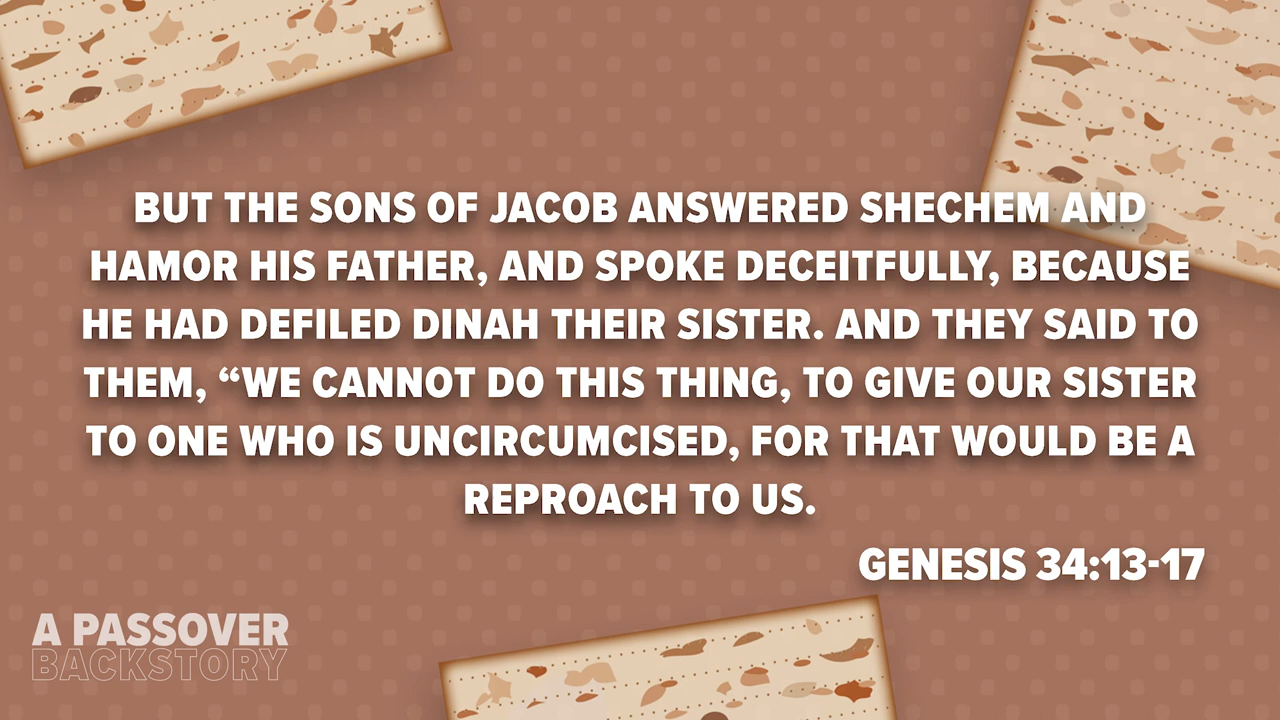 BUT THE SONS OF JACOB ANSWERED SHECHEM AND
HAMOR HIS FATHER, AND SPOKE DECEITFULLY, BECAUSE
HE HAD DEFILED DINAH THEIR SISTER. AND THEY SAID TO
THEM, “WE CANNOT DO THIS THING, TO GIVE OUR SISTER
TO ONE WHO IS UNCIRCUMCISED, FOR THAT WOULD BE A
REPROACH TO US.
GENESIS 34:13-17
A PASSOVER
BACKSTORY